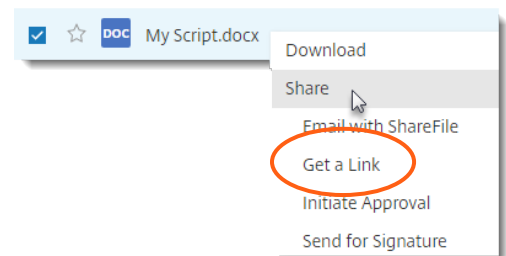 DOC My Script.docx
Download
Share
Email with ShareFile
Get a Link
Initiate Approval
Send for Signature